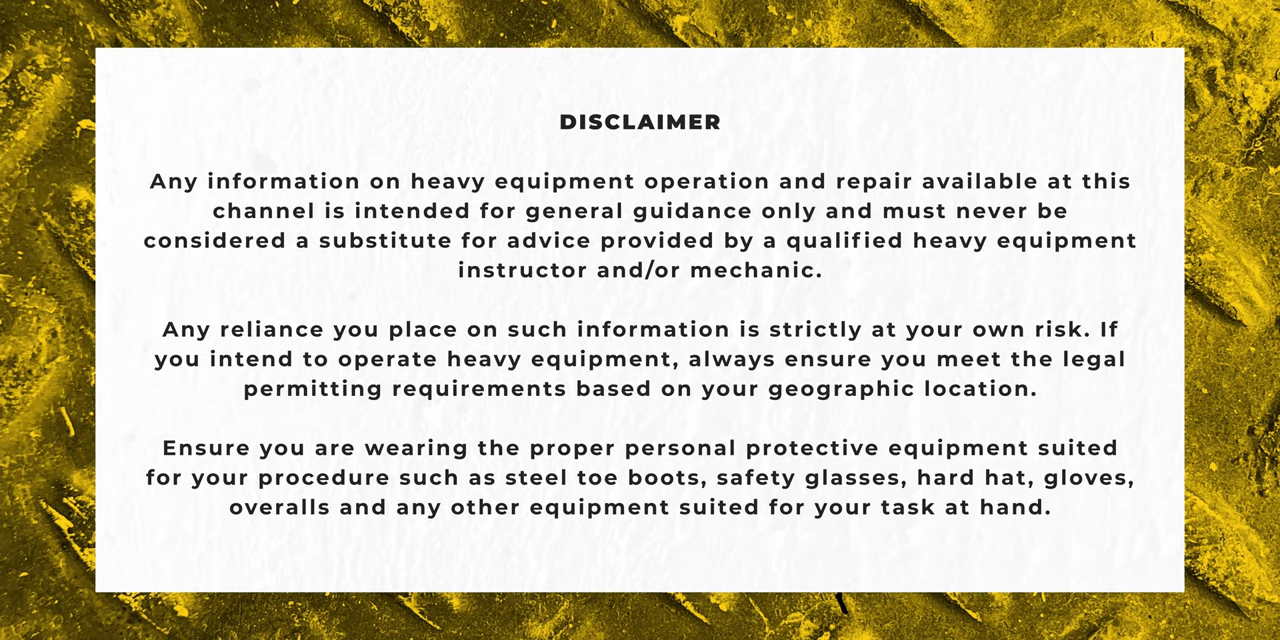 DISCLAIMER
Any information on heavy equipment operation and repair available at this
channel is intended for general guidance only and must never be
considered a substitute for advice provided by a qualified heavy equipment
instructor and/or mechanic.
Any reliance you place on such information is strictly at your own risk. If
you intend to operate heavy equipment, always ensure you meet the legal
permitting requirements based on your geographic location.
Ensure you are wearing the proper personal protective equipment suited
for your procedure such as steel toe boots, safety glasses, hard hat, gloves,
overalls and any other equipment suited for your task at hand.